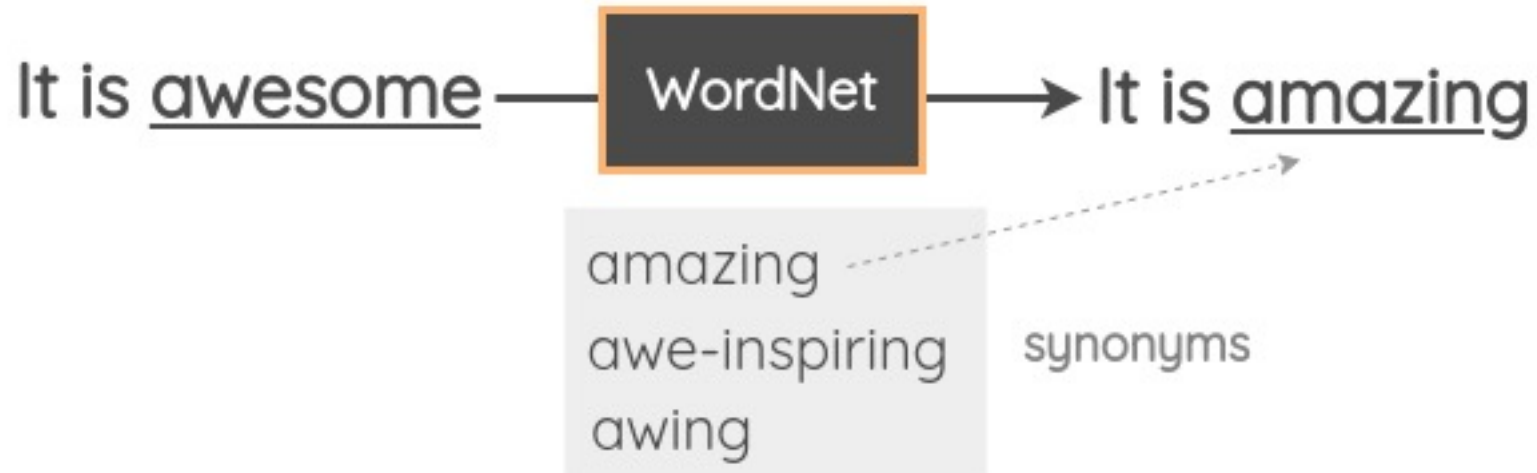 It is awesome
WordNet
It is amazing
amazing
awe-inspiring
synonyms
awing